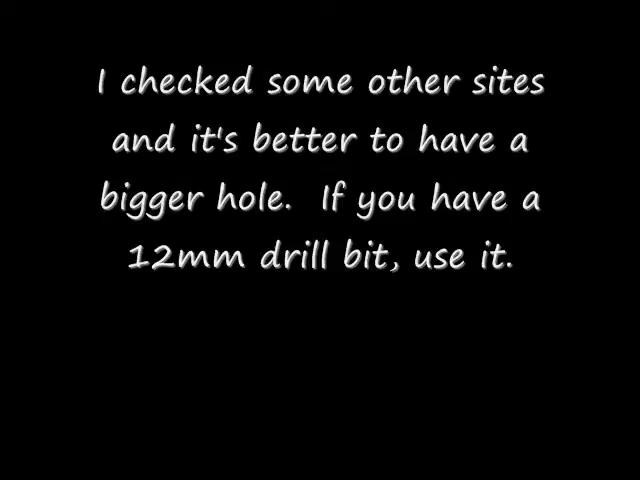 I checked some other sites
and it's better to have a
bigger hole.  If you have a
12mm drill bit, use it.